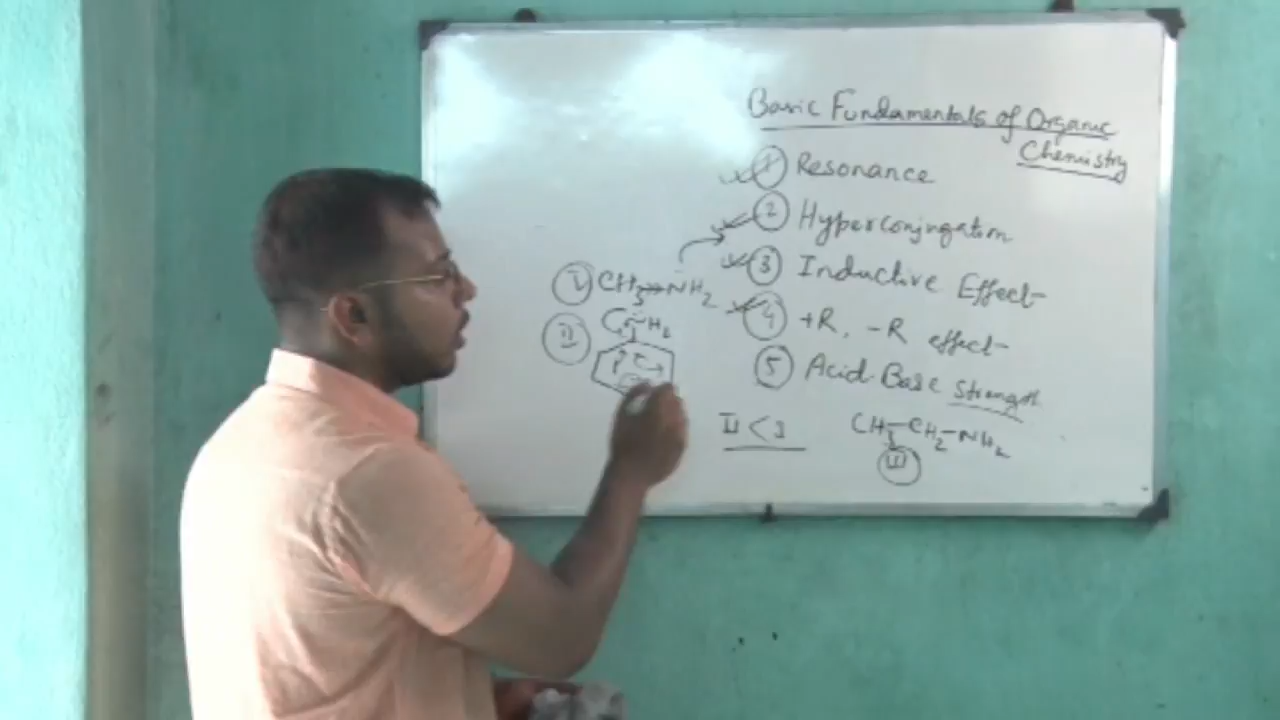 Basic Fundamentals of Organic
Chemistry
1 Resonance
2 Hyperconjugation
3 Inductive Effect
4 +R, -R effect
5 Acid-Base Strength
I CH3 NH2
II NH2
II < I
CH3-CH2-NH2
III